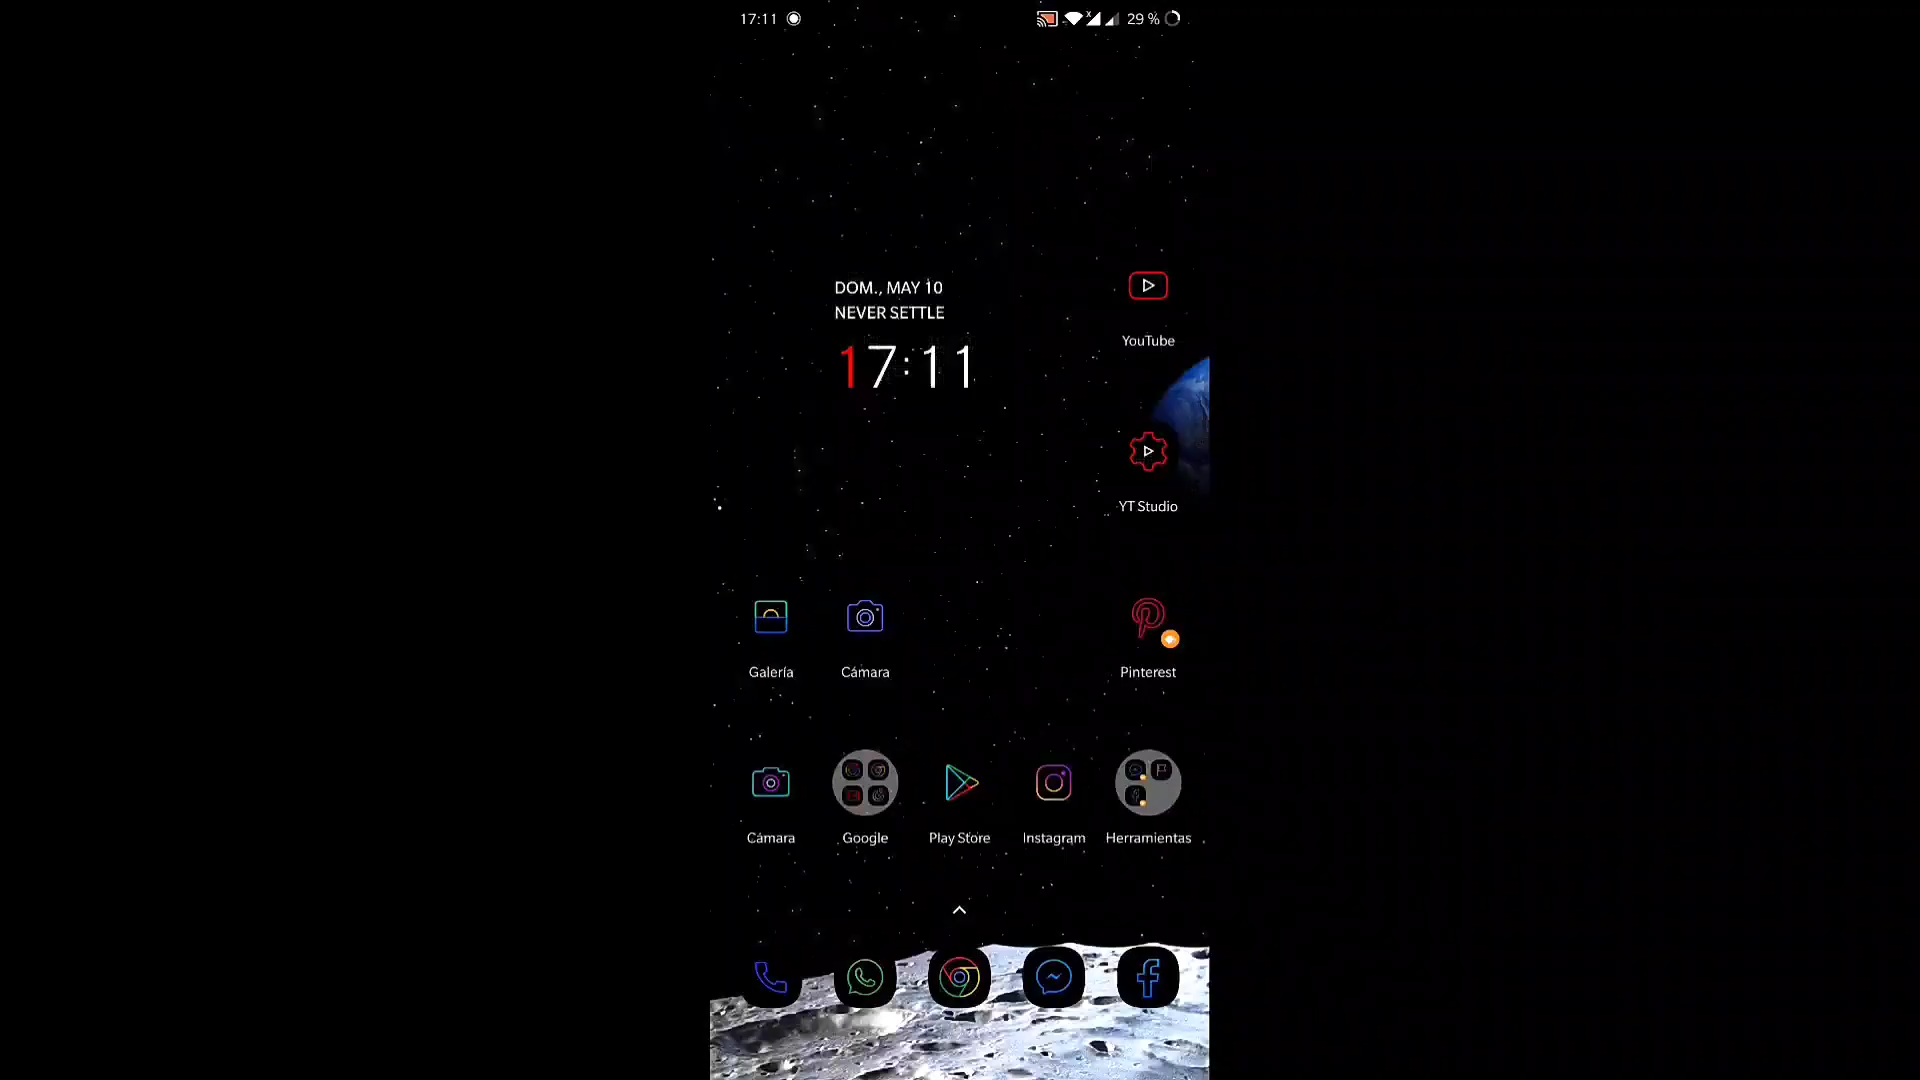 17:11
29 %
DOM., MAY 10
NEVER SETTLE
17:11
YouTube
YT Studio
Galería
Cámara
Pinterest
Cámara
Google
Play Store
Instagram
Herramientas